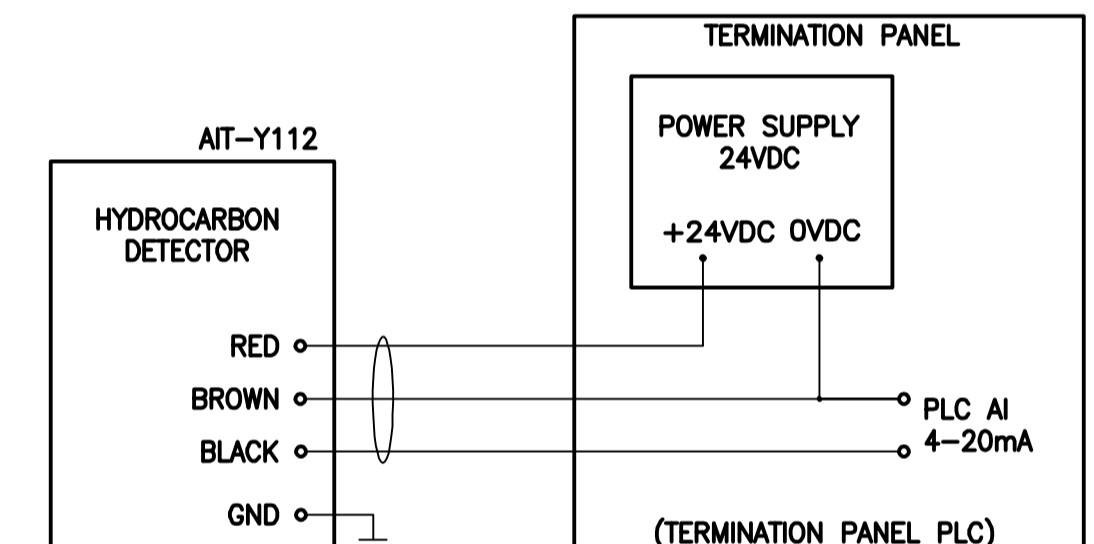 TERMINATION PANEL
POWER SUPPLY
24VDC
+24VDC 0VDC
AIT-Y112
HYDROCARBON
DETECTOR
RED
BROWN
BLACK
GND
PLC AI
4-20mA
(TERMINATION PANEL PLC)